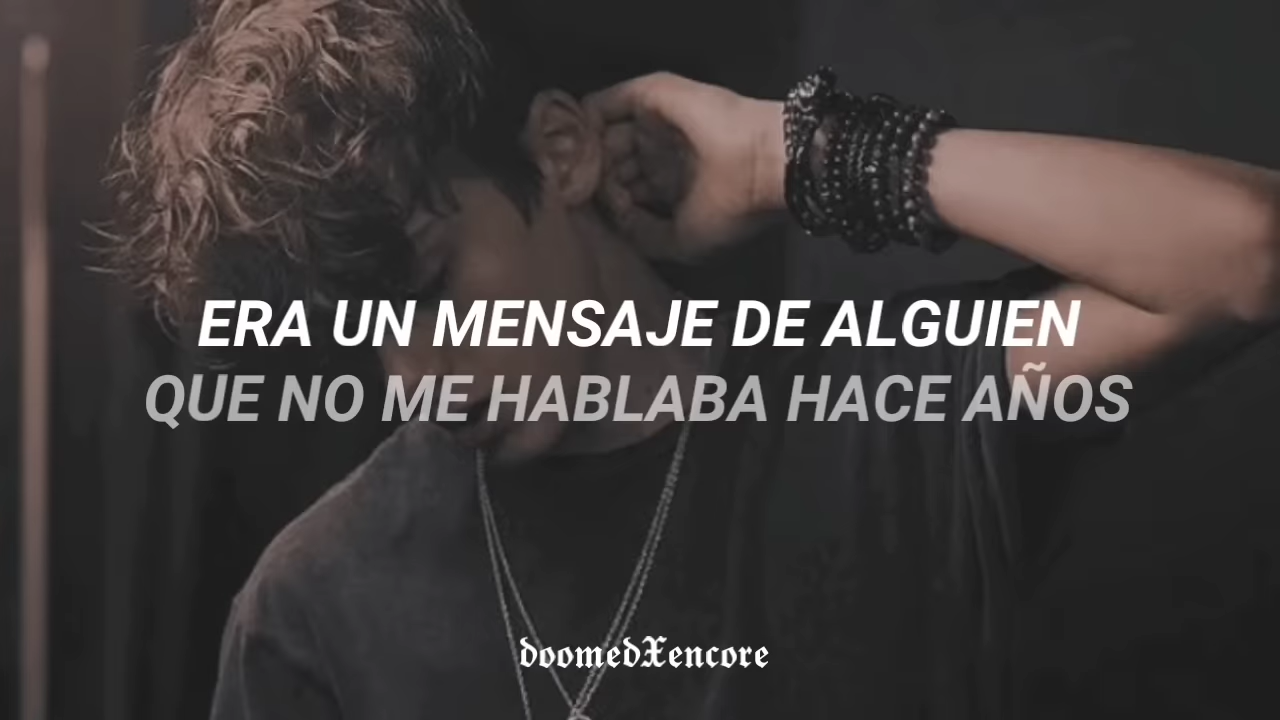 ERA UN MENSAJE DE ALGUIEN
QUE NO ME HABLABA HACE AÑOS
doomedXencore